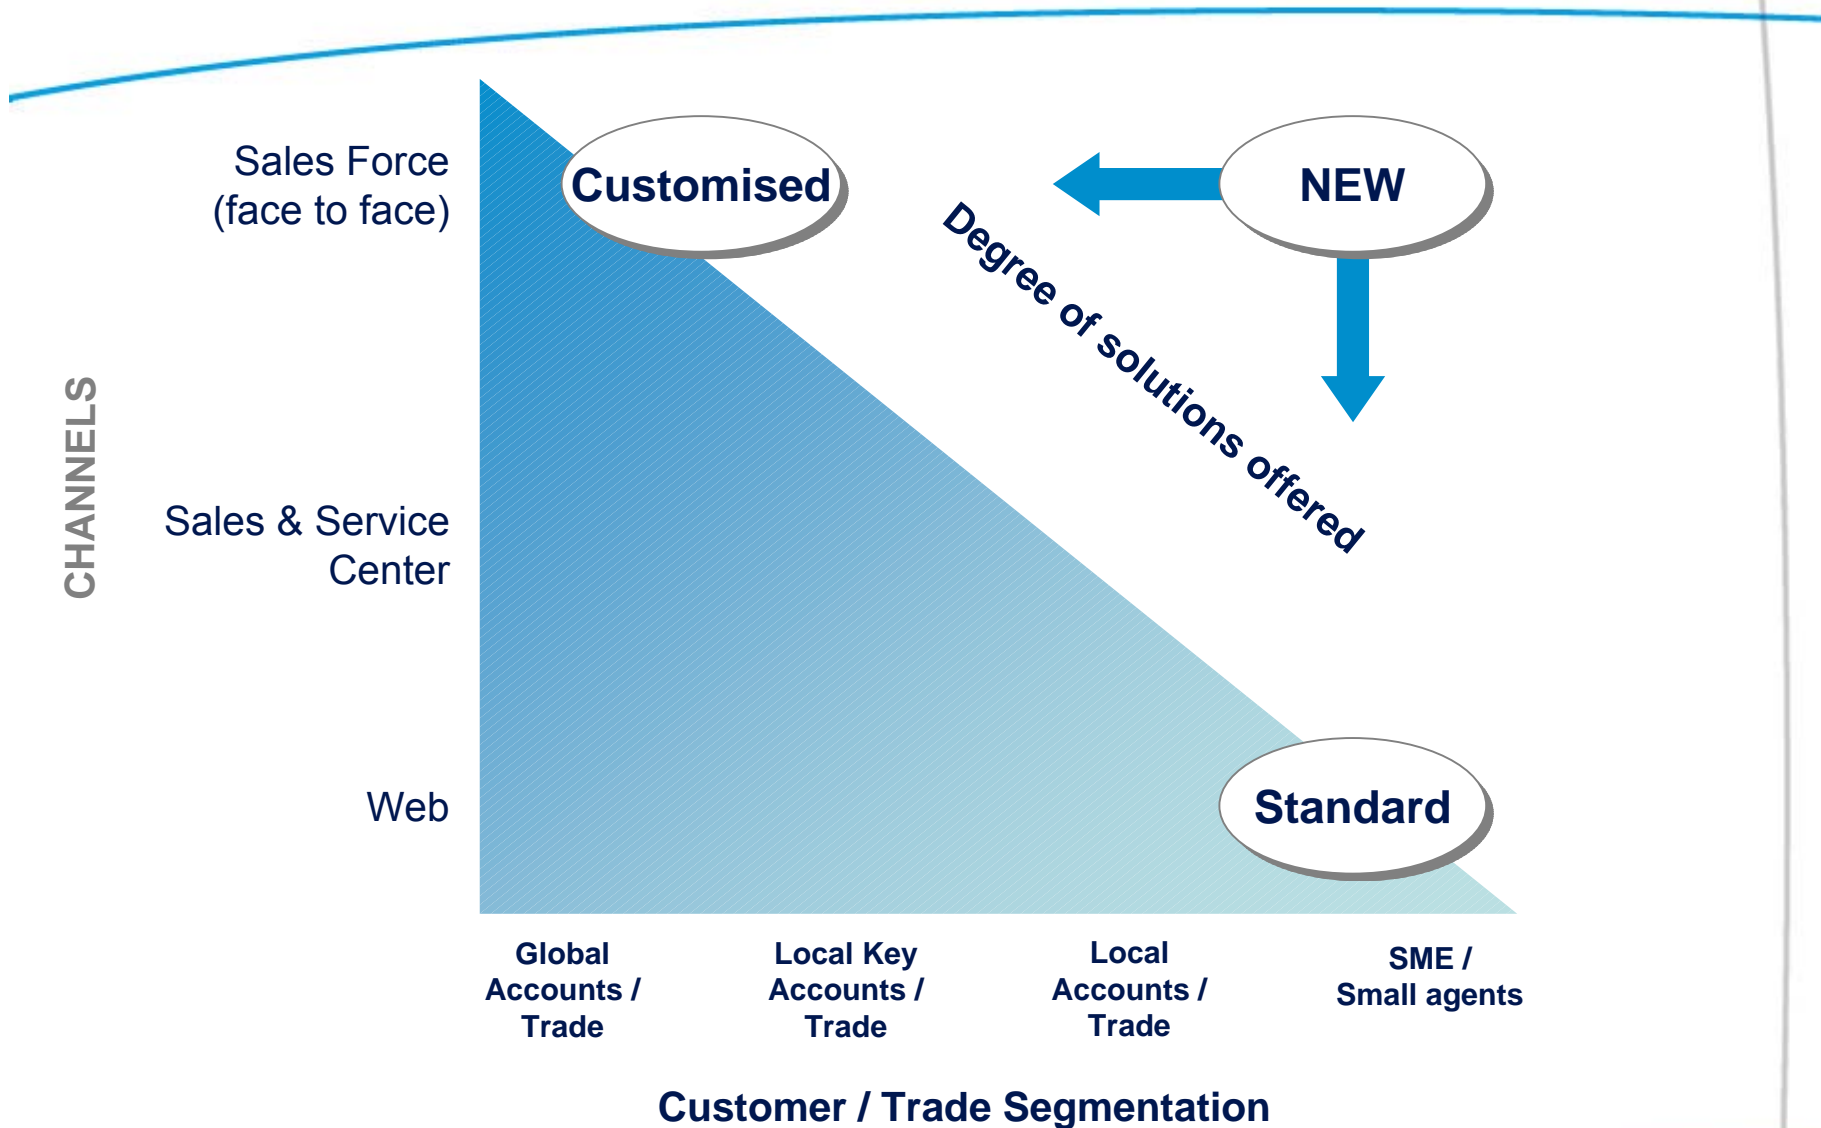 Sales Force
(face to face)
Customised
NEW
Degree of solutions offered
CHANNELS
Sales & Service
Center
Web
Standard
Global
Accounts /
Trade
Local Key
Accounts /
Trade
Local
Accounts /
Trade
SME /
Small agents
Customer / Trade Segmentation